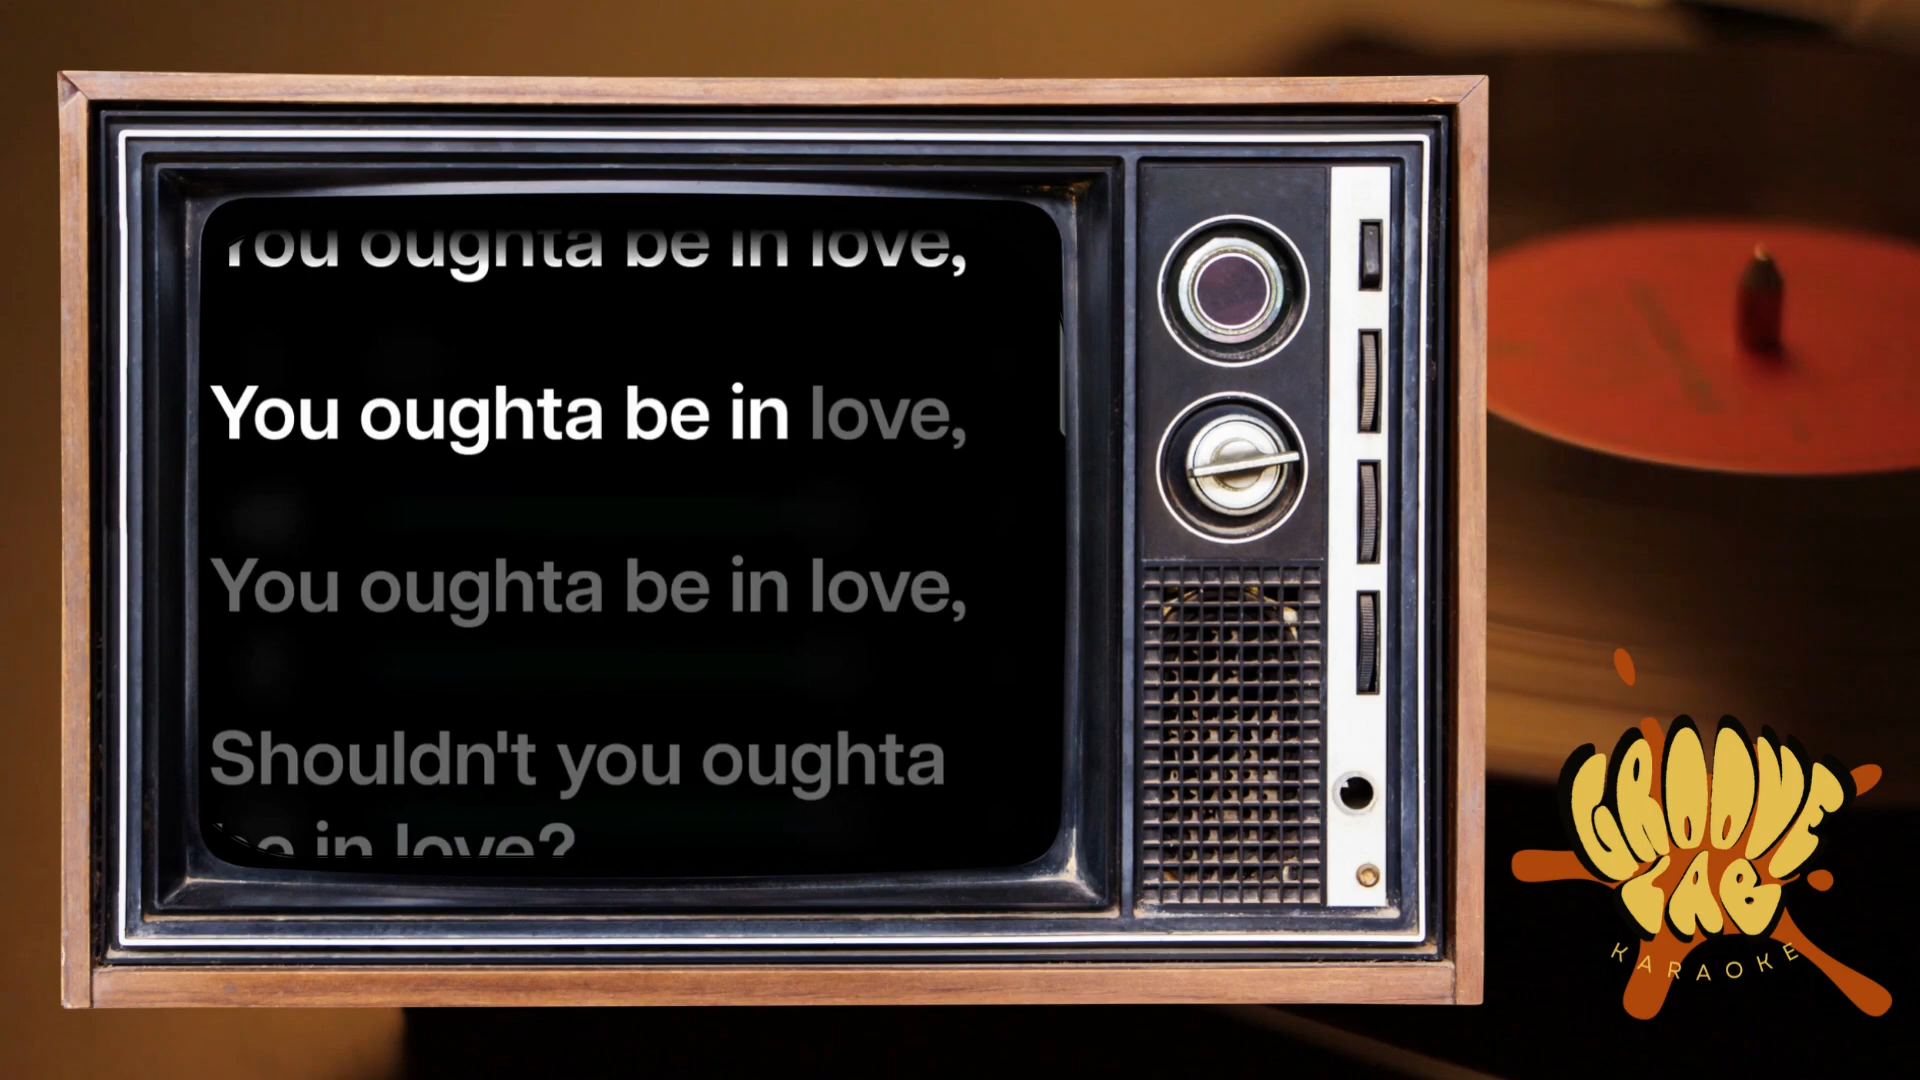 You oughta be in love,
You oughta be in love,
You oughta be in love,
Shouldn't you oughta
be in love?
GROOVE
LAB
KARAOKE